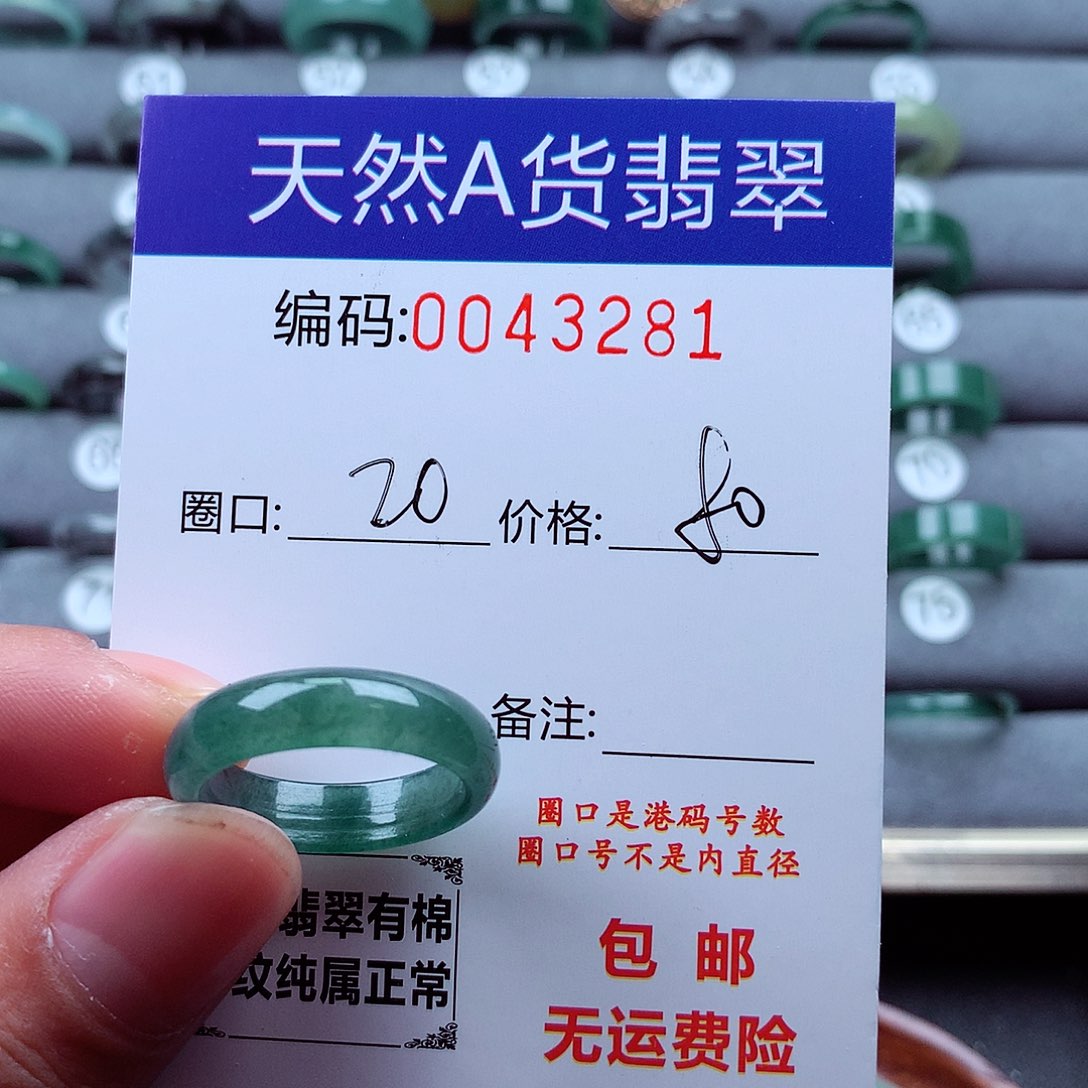 天然A货翡翠
编码:0043281
圈口: 20 价格: 80
备注:
圈口是港码号数
圈口号不是内直径
翡翠有棉
纹纯属正常
包邮
无运费险
70
75